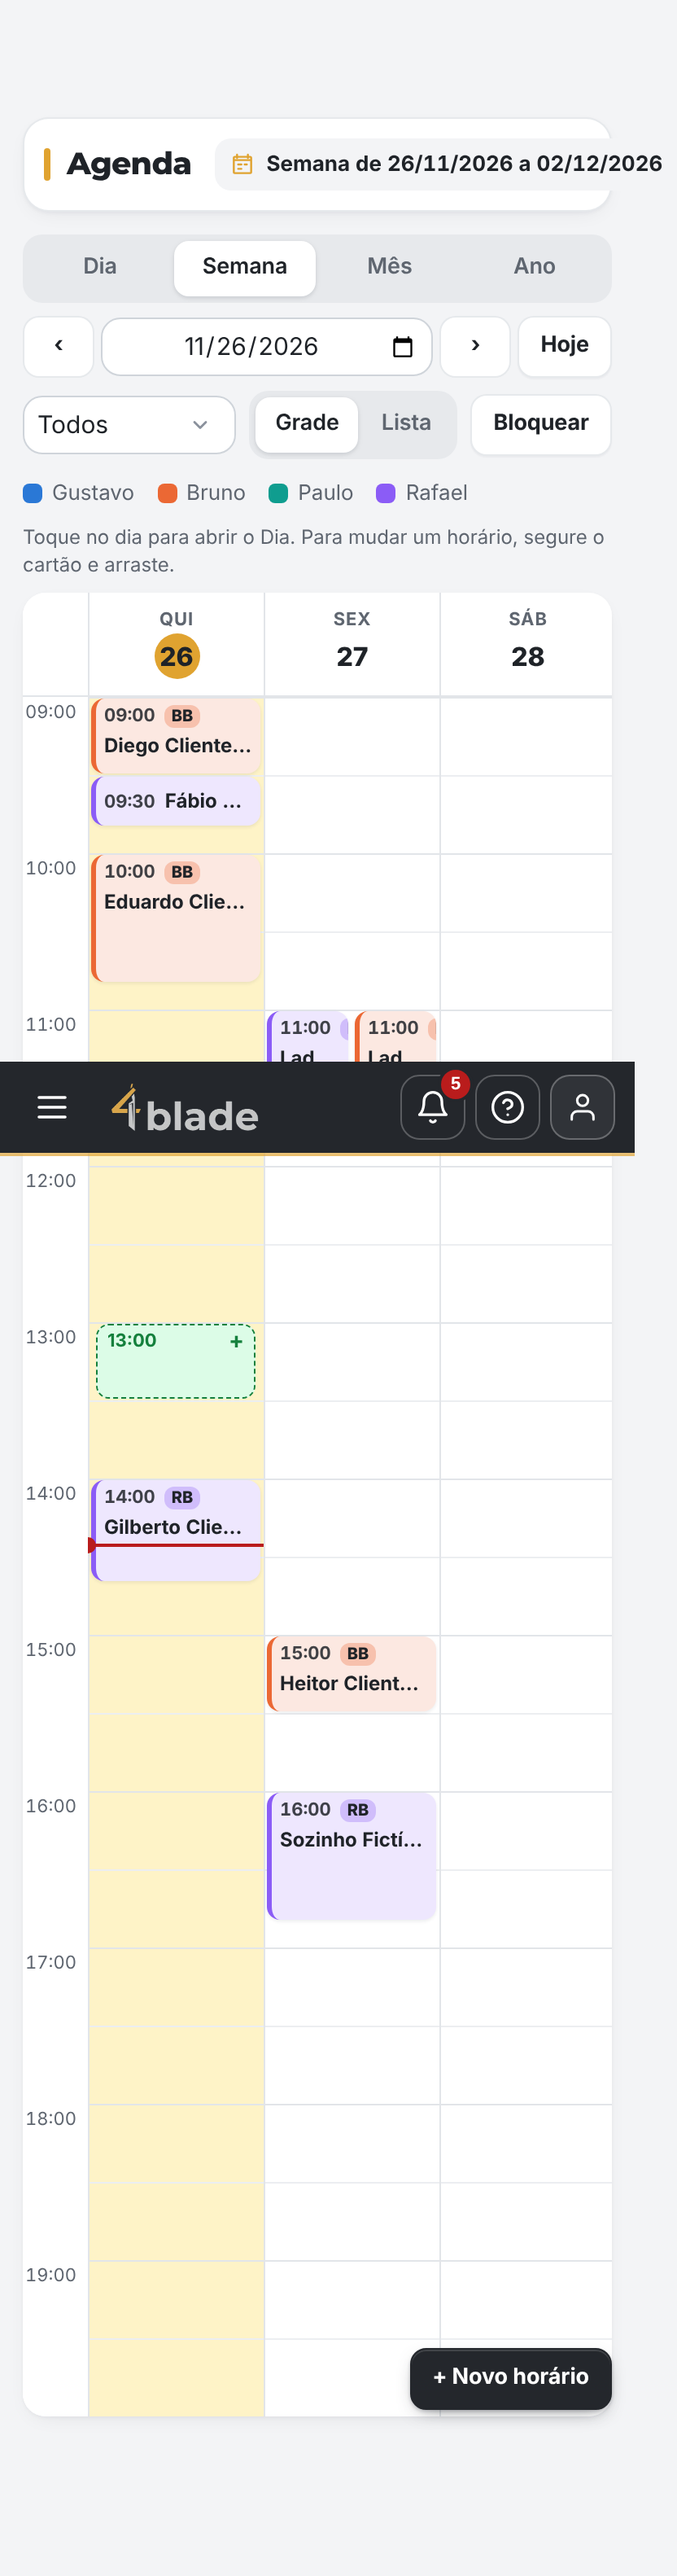 Agenda
Semana de 26/11/2026 a 02/12/2026
Dia Semana Mês Ano
‹ 11/26/2026 › Hoje
Todos Grade Lista Bloquear
Gustavo Bruno Paulo Rafael
Toque no dia para abrir o Dia. Para mudar um horário, segure o
cartão e arraste.
QUI SEX SÁB
26 27 28
09:00
09:00 BB
Diego Cliente...
09:30 Fábio ...
10:00
10:00 BB
Eduardo Clie...
11:00
11:00 11:00
Lad Lad
4blade
5
12:00
13:00
13:00 +
14:00
14:00 RB
Gilberto Clie...
15:00
15:00 BB
Heitor Client...
16:00
16:00 RB
Sozinho Fictí...
17:00
18:00
19:00
+ Novo horário